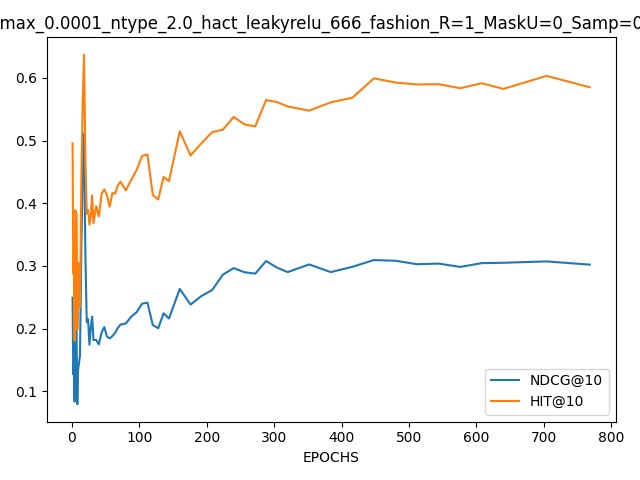 max_0.0001_ntype_2.0_hact_leakyrelu_666_fashion_R=1_MaskU=0_Samp=0
0.6
0.5
0.4
0.3
0.2
0.1
NDCG@10
HIT@10
0 100 200 300 400 500 600 700 800
EPOCHS